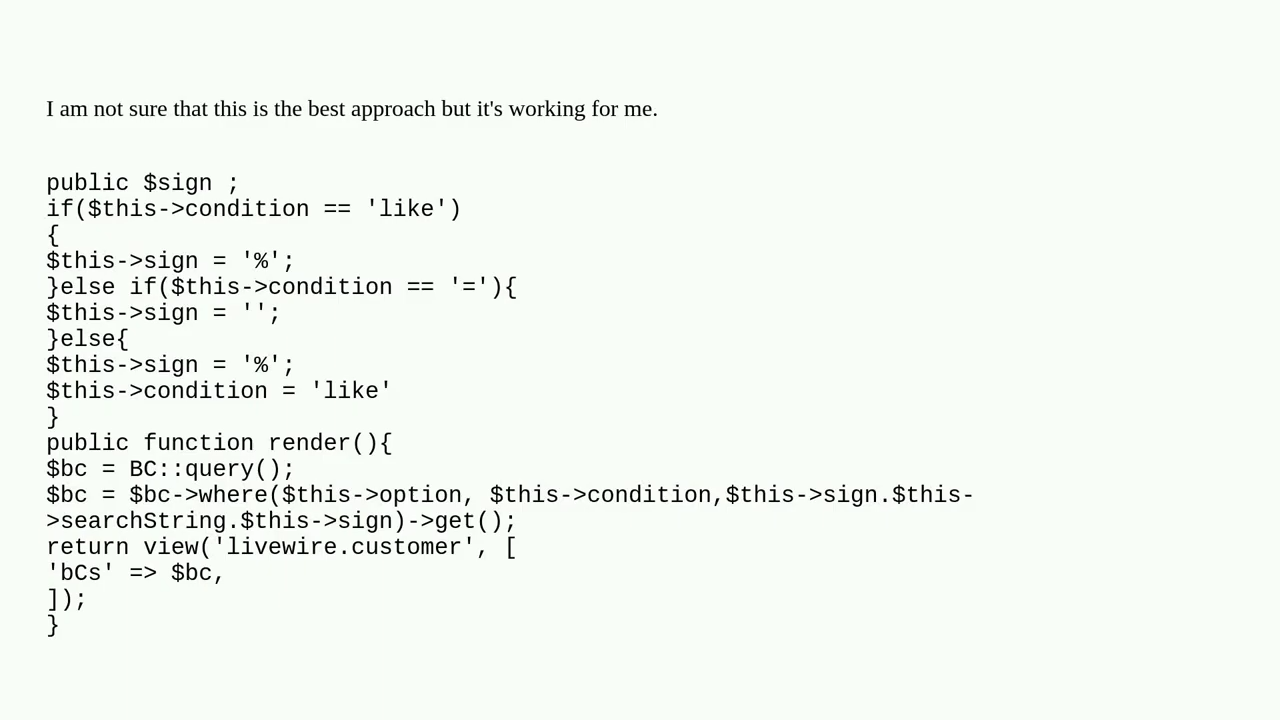 I am not sure that this is the best approach but it's working for me.
public $sign ;
if($this->condition == 'like')
{
$this->sign = '%';
}else if($this->condition == '='){
$this->sign = '';
}else{
$this->sign = '%';
$this->condition = 'like'
}
public function render(){
$bc = BC::query();
$bc = $bc->where($this->option, $this->condition,$this->sign.$this-
>searchString.$this->sign)->get();
return view('livewire.customer', [
'bCs' => $bc,
]);
}